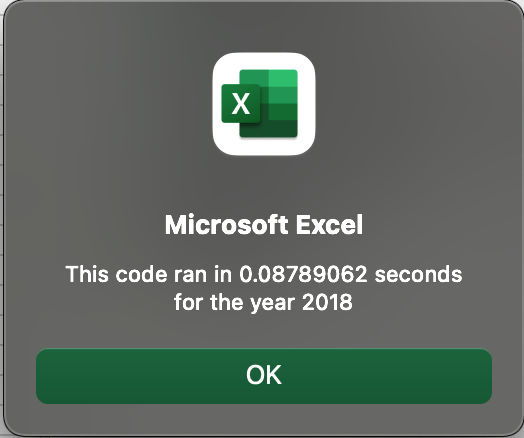 X
Microsoft Excel
This code ran in 0.08789062 seconds
for the year 2018
OK